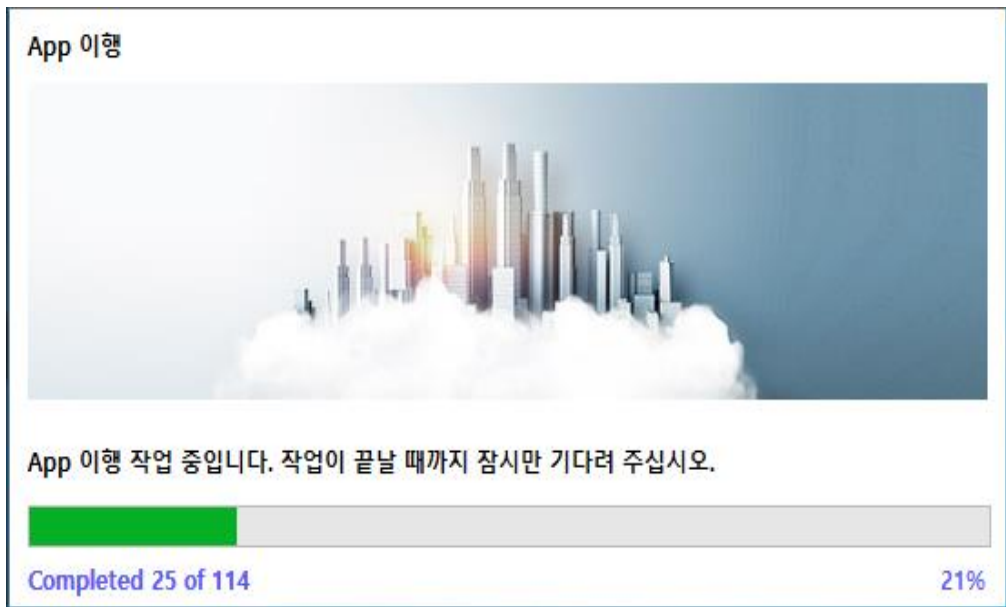 App 이행
App 이행 작업 중입니다. 작업이 끝날 때까지 잠시만 기다려 주십시오.
Completed 25 of 114
21%